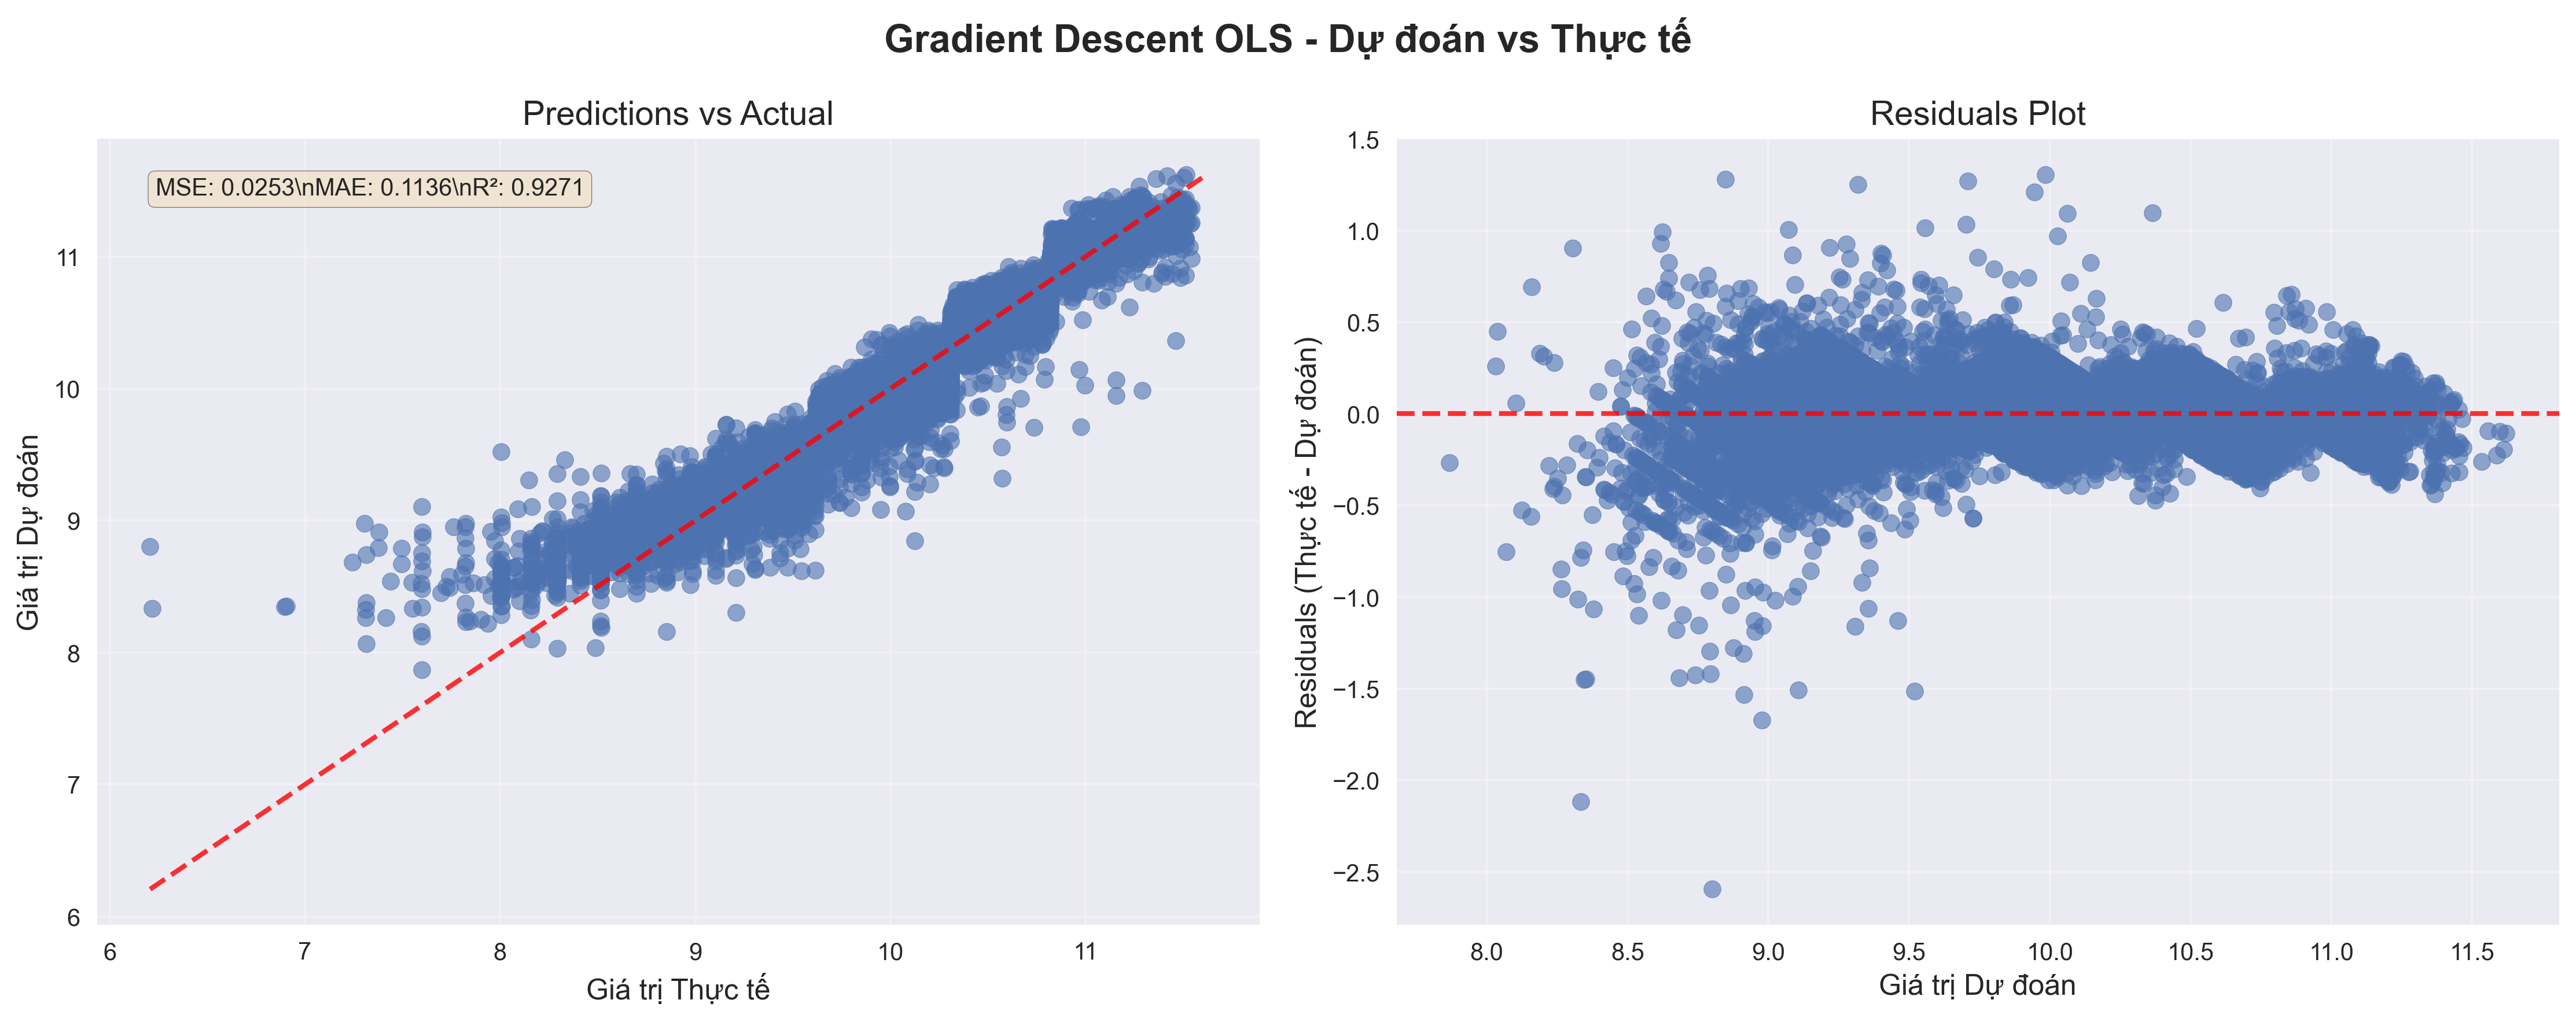 Gradient Descent OLS - Dự đoán vs Thực tế
Predictions vs Actual
MSE: 0.0253\nMAE: 0.1136\nR²: 0.9271
Giá trị Dự đoán
11
10
9
8
7
6
6 7 8 9 10 11
Giá trị Thực tế
Residuals Plot
Residuals (Thực tế - Dự đoán)
1.5
1.0
0.5
0.0
−0.5
−1.0
−1.5
−2.0
−2.5
8.0 8.5 9.0 9.5 10.0 10.5 11.0 11.5
Giá trị Dự đoán